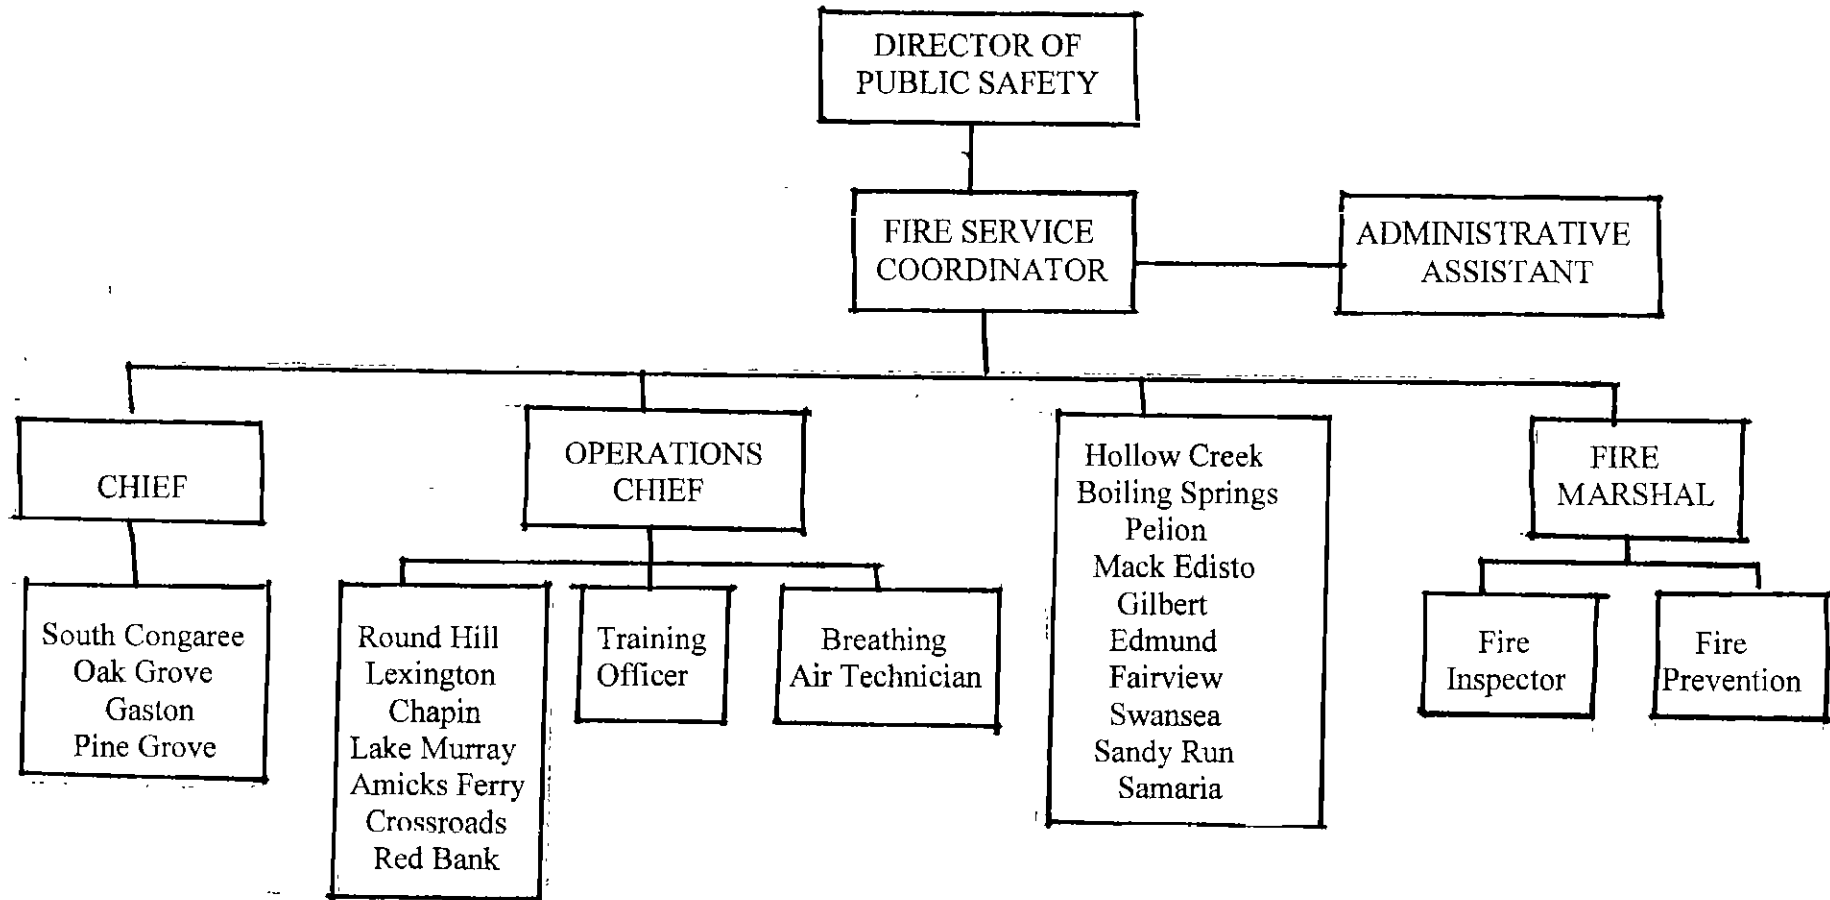 DIRECTOR OF
PUBLIC SAFETY
FIRE SERVICE
COORDINATOR
ADMINISTRATIVE
ASSISTANT
CHIEF
OPERATIONS
CHIEF
Hollow Creek
Boiling Springs
Pelion
Mack Edisto
Gilbert
Edmund
Fairview
Swansea
Sandy Run
Samaria
FIRE
MARSHAL
South Congaree
Oak Grove
Gaston
Pine Grove
Round Hill
Lexington
Chapin
Lake Murray
Amicks Ferry
Crossroads
Red Bank
Training
Officer
Breathing
Air Technician
Fire
Inspector
Fire
Prevention